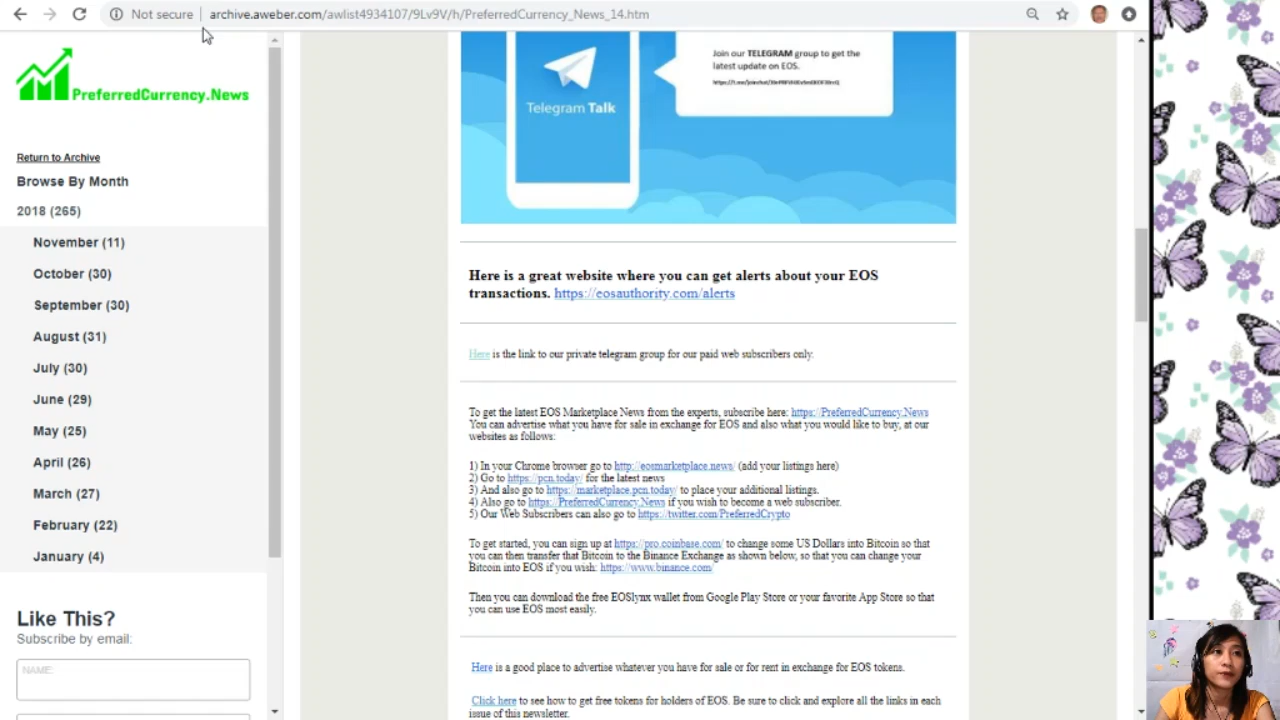 Not secure
archive.aweber.com/awlist4934107/9Lv9V/h/PreferredCurrency_News_14.htm
PreferredCurrency.News
Return to Archive
Browse By Month
2018 (265)
November (11)
October (30)
September (30)
August (31)
July (30)
June (29)
May (25)
April (26)
March (27)
February (22)
January (4)
Like This?
Subscribe by email:
NAME:
Telegram Talk
Join our TELEGRAM group to get the
latest update on EOS.
Here is a great website where you can get alerts about your EOS
transactions. https://eosauthority.com/alerts
Here is the link to our private telegram group for our paid web subscribers only.
To get the latest EOS Marketplace News from the experts, subscribe here: https://PreferredCurrency.News
You can advertise what you have for sale in exchange for EOS and also what you would like to buy, at our
websites as follows:
1) In your Chrome browser go to http://eosmarketplace.news/ (add your listings here)
2) Go to https://pcn.today/ for the latest news
3) And also go to https://marketplace.pcn.today/ to place your additional listings.
4) Also go to https://PreferredCurrency.News if you wish to become a web subscriber.
5) Our Web Subscribers can also go to https://twitter.com/PreferredCrypto
To get started, you can sign up at https://pro.coinbase.com/ to change some US Dollars into Bitcoin so that
you can then transfer that Bitcoin to the Binance Exchange as shown below, so that you can change your
Bitcoin into EOS if you wish: https://www.binance.com/
Then you can download the free EOSlynx wallet from Google Play Store or your favorite App Store so that
you can use EOS most easily.
Here is a good place to advertise whatever you have for sale or for rent in exchange for EOS tokens.
Click here to see how to get free tokens for holders of EOS. Be sure to click and explore all the links in each
issue of this newsletter.